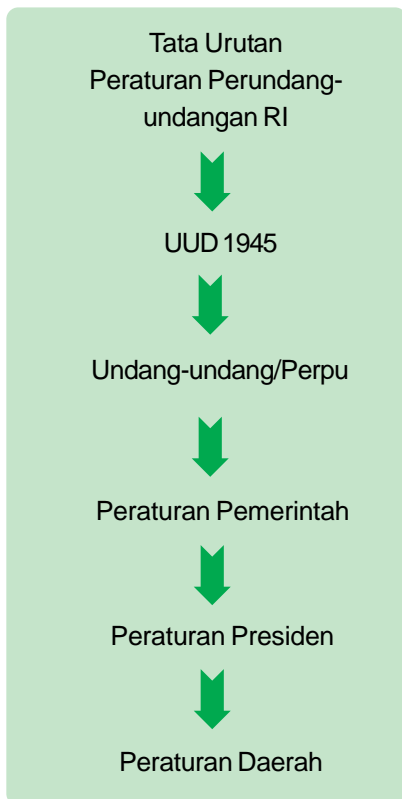 Tata Urutan
Peraturan Perundang-
undangan RI
UUD 1945
Undang-undang/Perpu
Peraturan Pemerintah
Peraturan Presiden
Peraturan Daerah